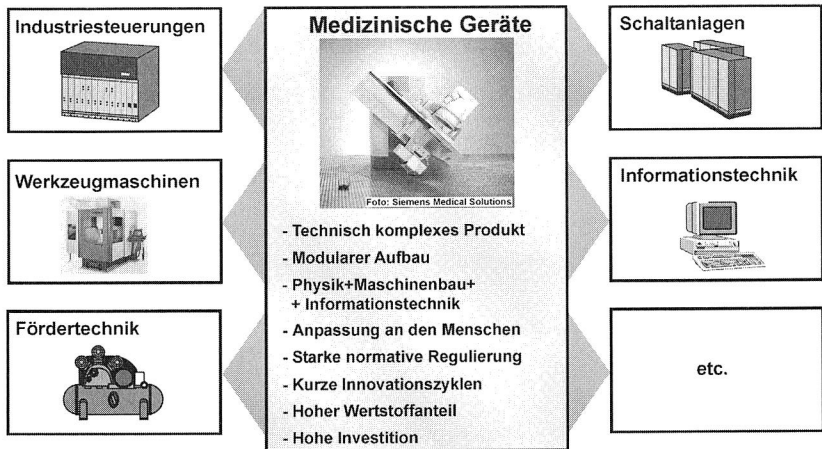 Industriesteuerungen
Werkzeugmaschinen
Fördertechnik
Medizinische Geräte
Foto: Siemens Medical Solutions
- Technisch komplexes Produkt
- Modularer Aufbau
- Physik+Maschinenbau+
+ Informationstechnik
- Anpassung an den Menschen
- Starke normative Regulierung
- Kurze Innovationszyklen
- Hoher Wertstoffanteil
- Hohe Investition
Schaltanlagen
Informationstechnik
etc.